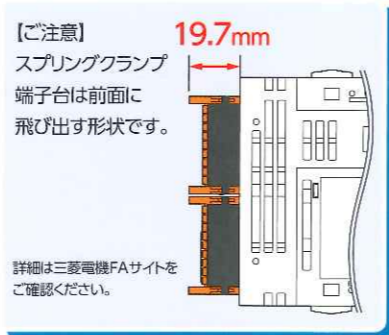 【ご注意】
19.7mm
スプリングクランプ
端子台は前面に
飛び出す形状です。
詳細は三菱電機FAサイトを
ご確認ください。